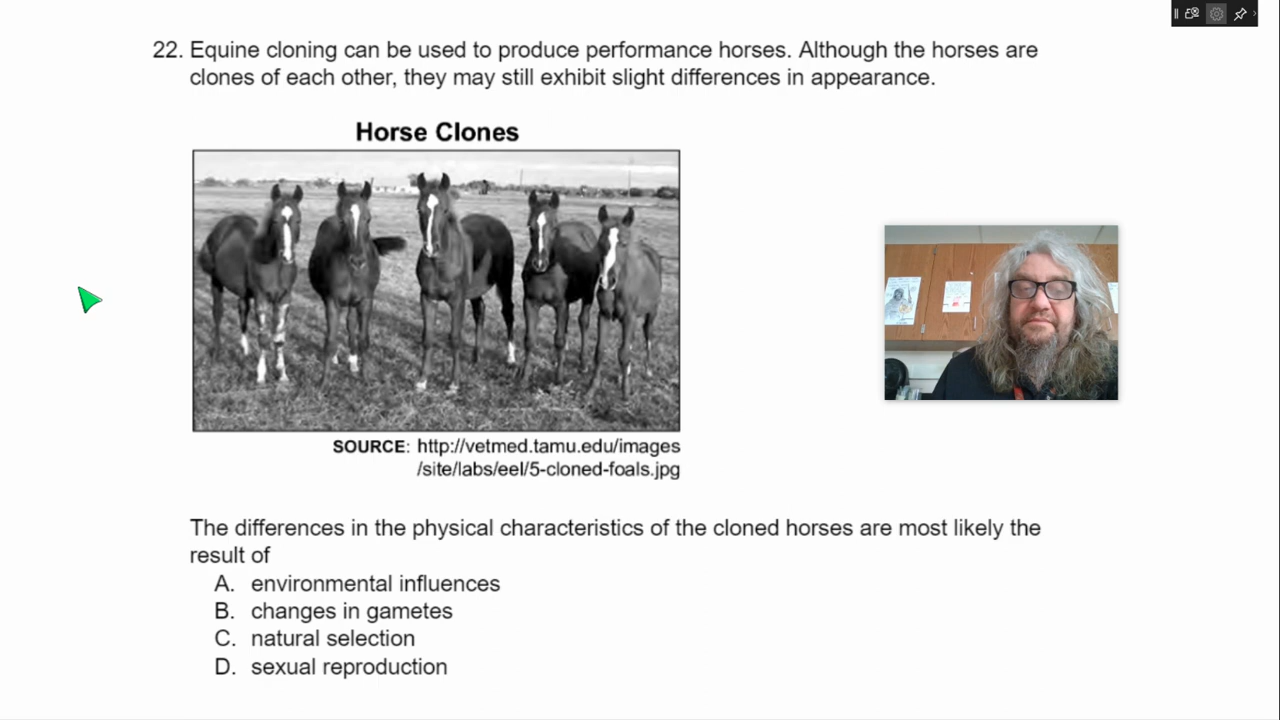 22. Equine cloning can be used to produce performance horses. Although the horses are
clones of each other, they may still exhibit slight differences in appearance.
Horse Clones
SOURCE: http://vetmed.tamu.edu/images
/site/labs/eel/5-cloned-foals.jpg
The differences in the physical characteristics of the cloned horses are most likely the
result of
A. environmental influences
B. changes in gametes
C. natural selection
D. sexual reproduction